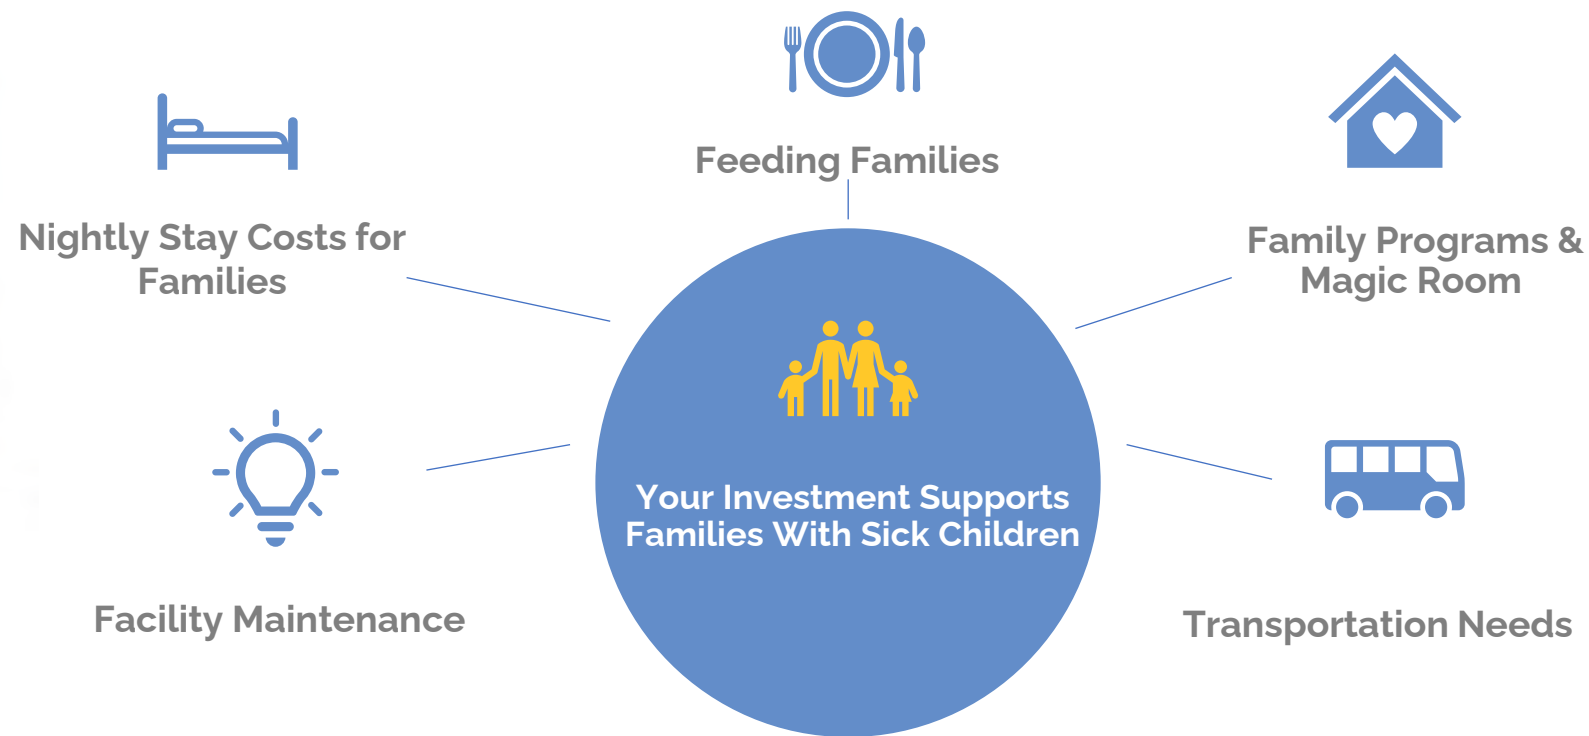 Feeding Families
Nightly Stay Costs for
Families
Family Programs &
Magic Room
Your Investment Supports
Families With Sick Children
Facility Maintenance
Transportation Needs